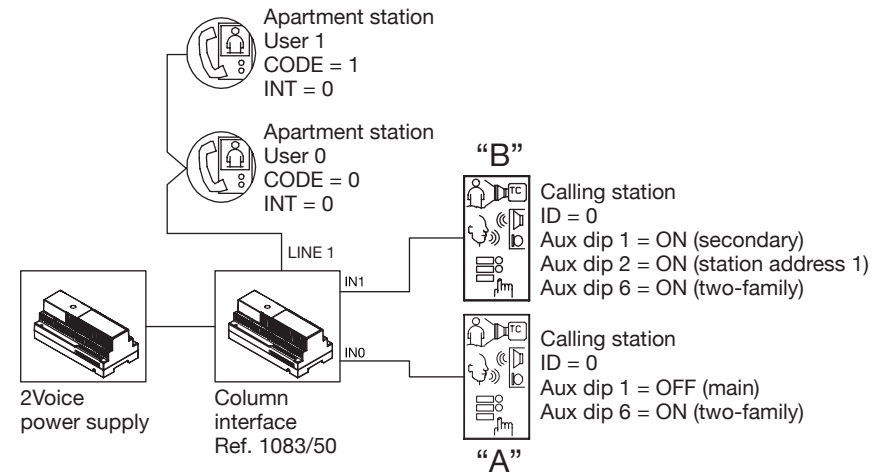 Apartment station
User 1
CODE = 1
INT = 0
Apartment station
User 0
CODE = 0
INT = 0
LINE 1
“B”
TC
Calling station
ID = 0
Aux dip 1 = ON (secondary)
Aux dip 2 = ON (station address 1)
Aux dip 6 = ON (two-family)
IN1
IN0
2Voice
power supply
Column
interface
Ref. 1083/50
TC
Calling station
ID = 0
Aux dip 1 = OFF (main)
Aux dip 6 = ON (two-family)
“A”